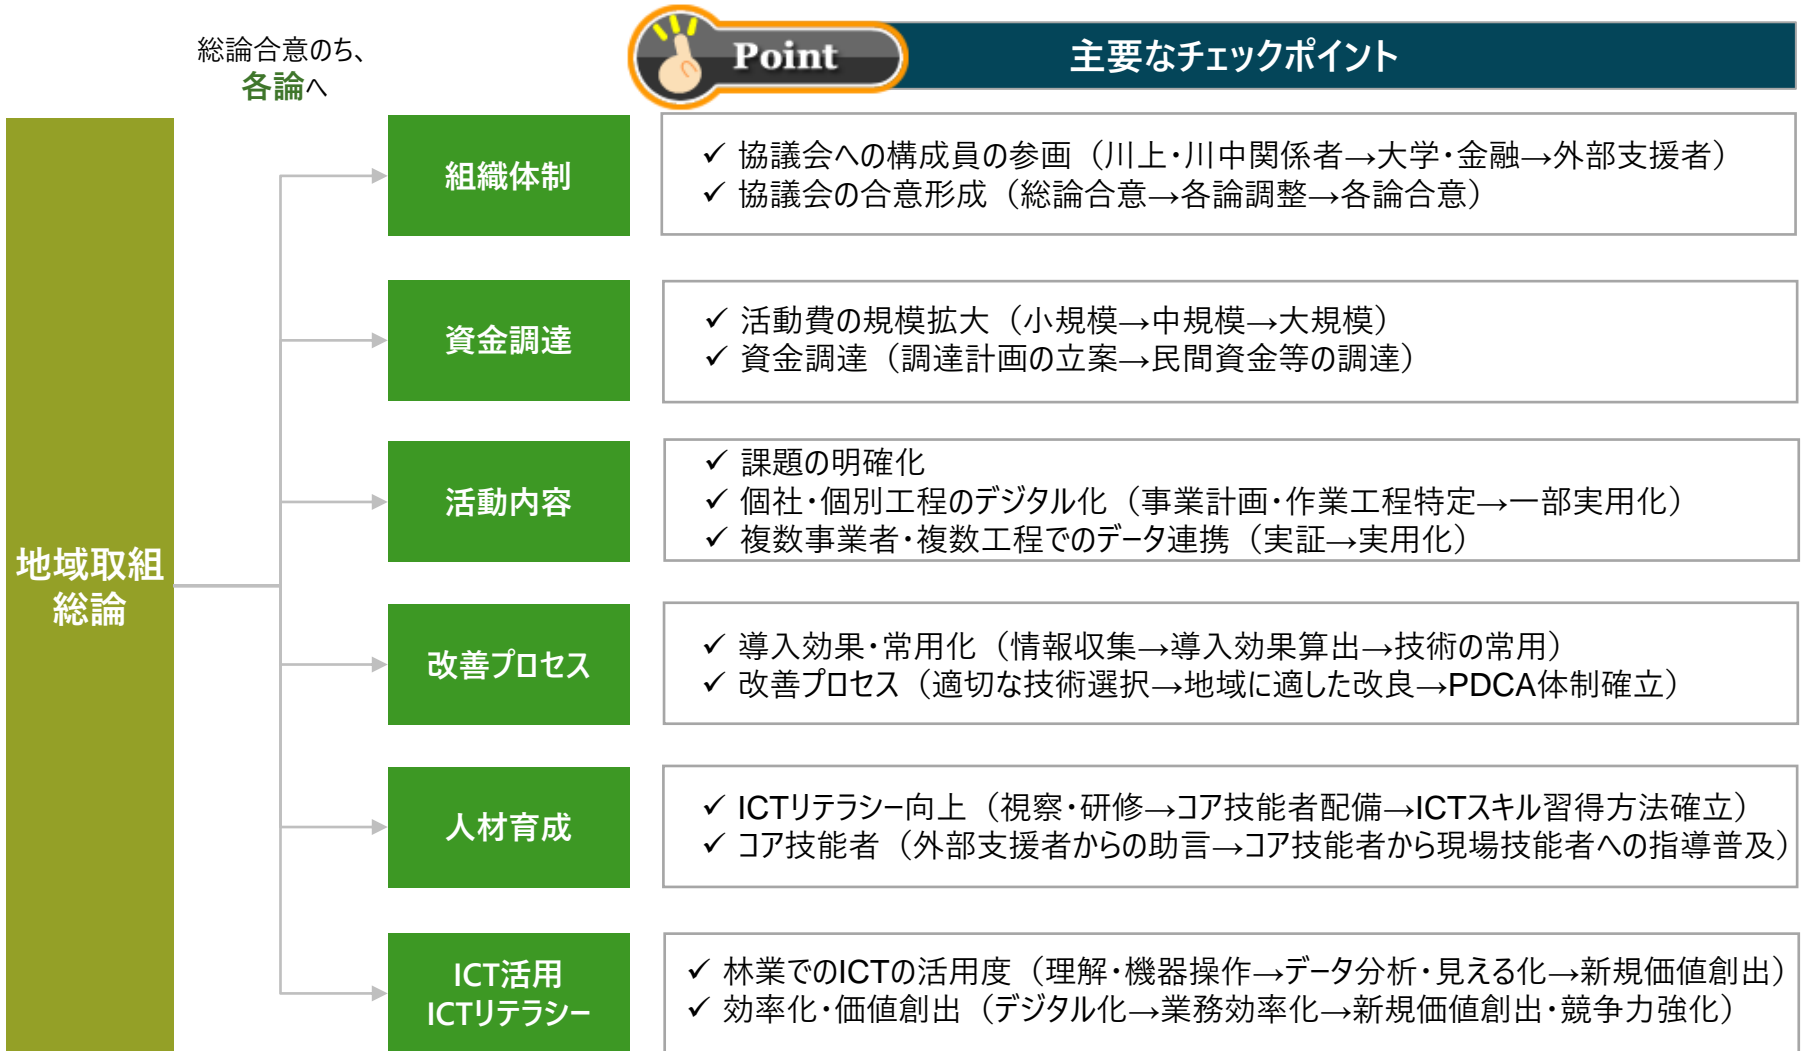 総論合意のち、
各論へ
Point
主要なチェックポイント
地域取組
総論
組織体制
✓ 協議会への構成員の参画（川上・川中関係者→大学・金融→外部支援者）
✓ 協議会の合意形成（総論合意→各論調整→各論合意）
資金調達
✓ 活動費の規模拡大（小規模→中規模→大規模）
✓ 資金調達（調達計画の立案→民間資金等の調達）
活動内容
✓ 課題の明確化
✓ 個社・個別工程のデジタル化（事業計画・作業工程特定→一部実用化）
✓ 複数事業者・複数工程でのデータ連携（実証→実用化）
改善プロセス
✓ 導入効果・常用化（情報収集→導入効果算出→技術の常用）
✓ 改善プロセス（適切な技術選択→地域に適した改良→PDCA体制確立）
人材育成
✓ ICTリテラシー向上（視察・研修→コア技能者配備→ICTスキル習得方法確立）
✓ コア技能者（外部支援者からの助言→コア技能者から現場技能者への指導普及）
ICT活用
ICTリテラシー
✓ 林業でのICTの活用度（理解・機器操作→データ分析・見える化→新規価値創出）
✓ 効率化・価値創出（デジタル化→業務効率化→新規価値創出・競争力強化）